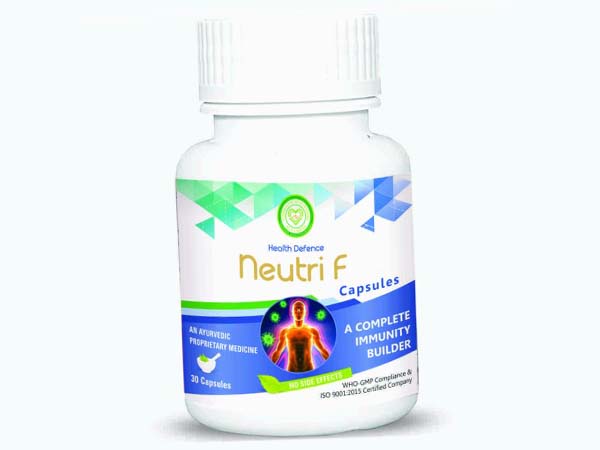 Health Defence
Neutri F
Capsules
AN AYURVEDIC
PROPRIETARY MEDICINE
30 Capsules
A COMPLETE
IMMUNITY
BUILDER
NO SIDE EFFECTS
WHO-GMP Compliance &
ISO 9001:2015 Certified Company